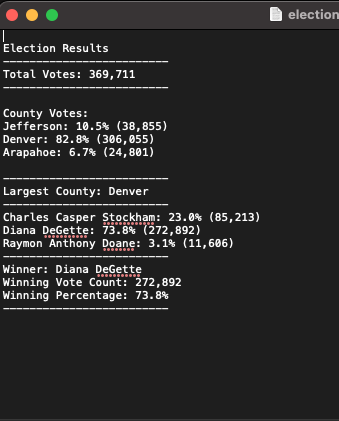 election
Election Results
-------------------------
Total Votes: 369,711
-------------------------
County Votes:
Jefferson: 10.5% (38,855)
Denver: 82.8% (306,055)
Arapahoe: 6.7% (24,801)
-------------------------
Largest County: Denver
-------------------------
Charles Casper Stockham: 23.0% (85,213)
Diana DeGette: 73.8% (272,892)
Raymon Anthony Doane: 3.1% (11,606)
-------------------------
Winner: Diana DeGette
Winning Vote Count: 272,892
Winning Percentage: 73.8%
-------------------------